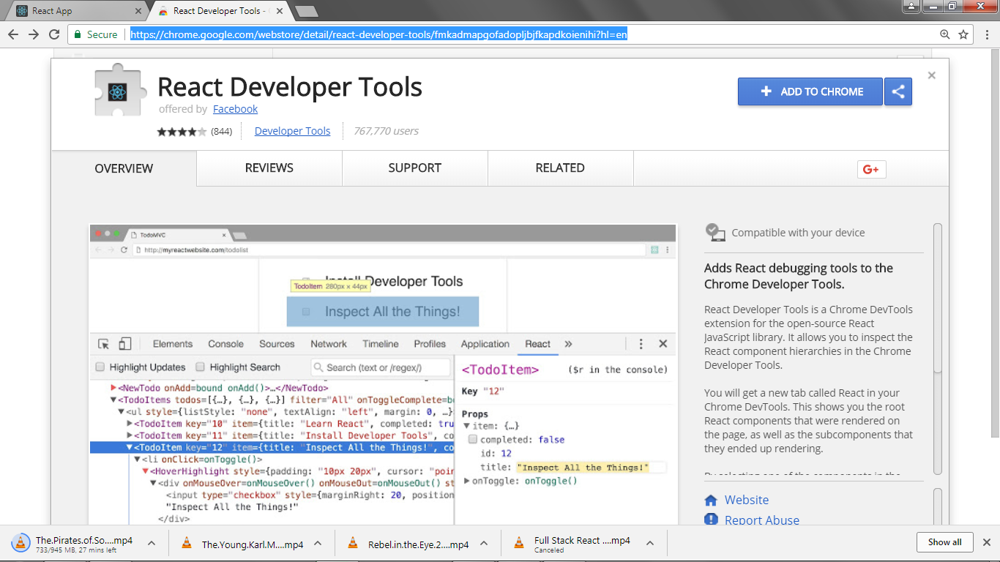 React App
React Developer Tools -
Secure
https://chrome.google.com/webstore/detail/react-developer-tools/fmkadmapgofadopljbjfkapdkoienihi?hl=en
React Developer Tools
offered by Facebook
ADD TO CHROME
(844)
Developer Tools
767,770 users
OVERVIEW
REVIEWS
SUPPORT
RELATED
G+
TodoMVC
http://myreactwebsite.com/todolist
Install Developer Tools
TodoItem 280px x 44px
Inspect All the Things!
Elements Console Sources Network Timeline Profiles Application React »
Highlight Updates Highlight Search Search (text or /regex/)
<NewTodo onAdd=bound onAdd()>…</NewTodo>
<TodoItems todos=[{…}, {…}, {…}] filter="All" onToggleComplete=bo
<ul style={listStyle: "none", textAlign: "left", margin: 0, …}
<TodoItem key="10" item={title: "Learn React", completed: tru
<TodoItem key="11" item={title: "Install Developer Tools", co
<TodoItem key="12" item={title: "Inspect All the Things!", co
<li onClick=onToggle()>
<HoverHighlight style={padding: "10px 20px", cursor: "poin
<div onMouseOver=onMouseOver() onMouseOut=onMouseOut() st
<input type="checkbox" style={marginRight: 20, position
"Inspect All the Things!"
</div>
<TodoItem>
($r in the console)
Key "12"
Props
item: {…}
completed: false
id: 12
title: "Inspect All the Things!"
onToggle: onToggle()
Compatible with your device
Adds React debugging tools to the
Chrome Developer Tools.
React Developer Tools is a Chrome DevTools
extension for the open-source React
JavaScript library. It allows you to inspect the
React component hierarchies in the Chrome
Developer Tools.
You will get a new tab called React in your
Chrome DevTools. This shows you the root
React components that were rendered on
the page, as well as the subcomponents that
they ended up rendering.
By selecting one of the components in the
Website
Report Abuse
The.Pirates.of.So....mp4
733/945 MB, 27 mins left
The.Young.Karl.M....mp4
Rebel.in.the.Eye.2....mp4
Full Stack React ....mp4
Canceled
Show all